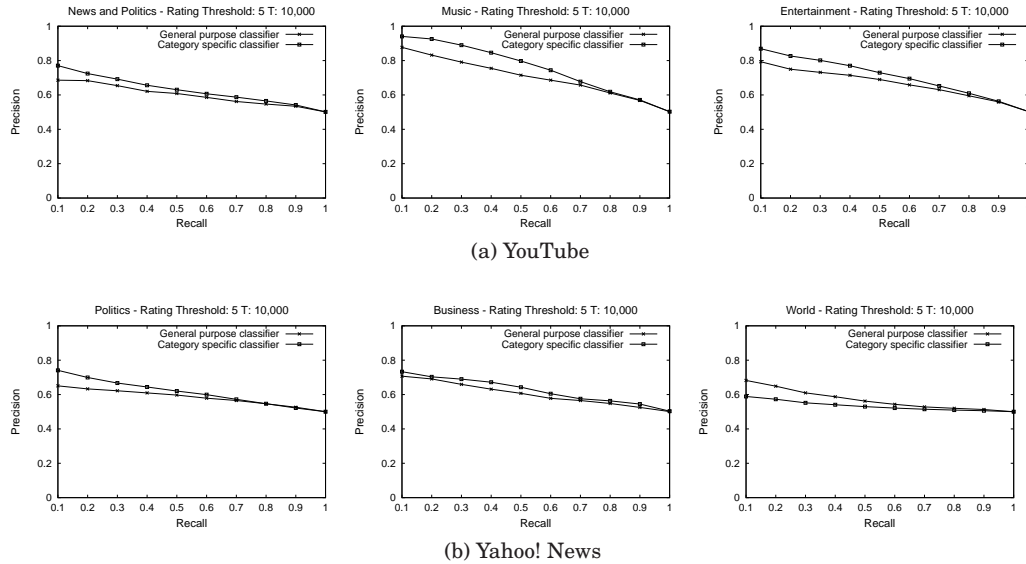 News and Politics - Rating Threshold: 5 T: 10,000
General purpose classifier
Category specific classifier
Precision
1
0.8
0.6
0.4
0.2
0
0.1 0.2 0.3 0.4 0.5 0.6 0.7 0.8 0.9 1
Recall
Music - Rating Threshold: 5 T: 10,000
General purpose classifier
Category specific classifier
Precision
1
0.8
0.6
0.4
0.2
0
0.1 0.2 0.3 0.4 0.5 0.6 0.7 0.8 0.9 1
Recall
Entertainment - Rating Threshold: 5 T: 10,000
General purpose classifier
Category specific classifier
Precision
1
0.8
0.6
0.4
0.2
0
0.1 0.2 0.3 0.4 0.5 0.6 0.7 0.8 0.9
Recall
(a) YouTube
Politics - Rating Threshold: 5 T: 10,000
General purpose classifier
Category specific classifier
Precision
1
0.8
0.6
0.4
0.2
0
0.1 0.2 0.3 0.4 0.5 0.6 0.7 0.8 0.9 1
Recall
Business - Rating Threshold: 5 T: 10,000
General purpose classifier
Category specific classifier
Precision
1
0.8
0.6
0.4
0.2
0
0.1 0.2 0.3 0.4 0.5 0.6 0.7 0.8 0.9 1
Recall
World - Rating Threshold: 5 T: 10,000
General purpose classifier
Category specific classifier
Precision
1
0.8
0.6
0.4
0.2
0
0.1 0.2 0.3 0.4 0.5 0.6 0.7 0.8 0.9 1
Recall
(b) Yahoo! News